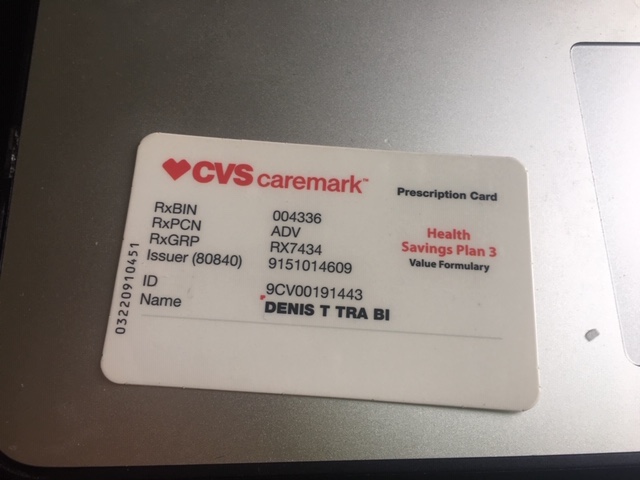 CVS caremark™
Prescription Card
RxBIN 004336
RxPCN ADV
RxGRP RX7434
Issuer (80840) 9151014609
ID 9CV00191443
Name DENIS T TRA BI
Health
Savings Plan 3
Value Formulary
03220910451